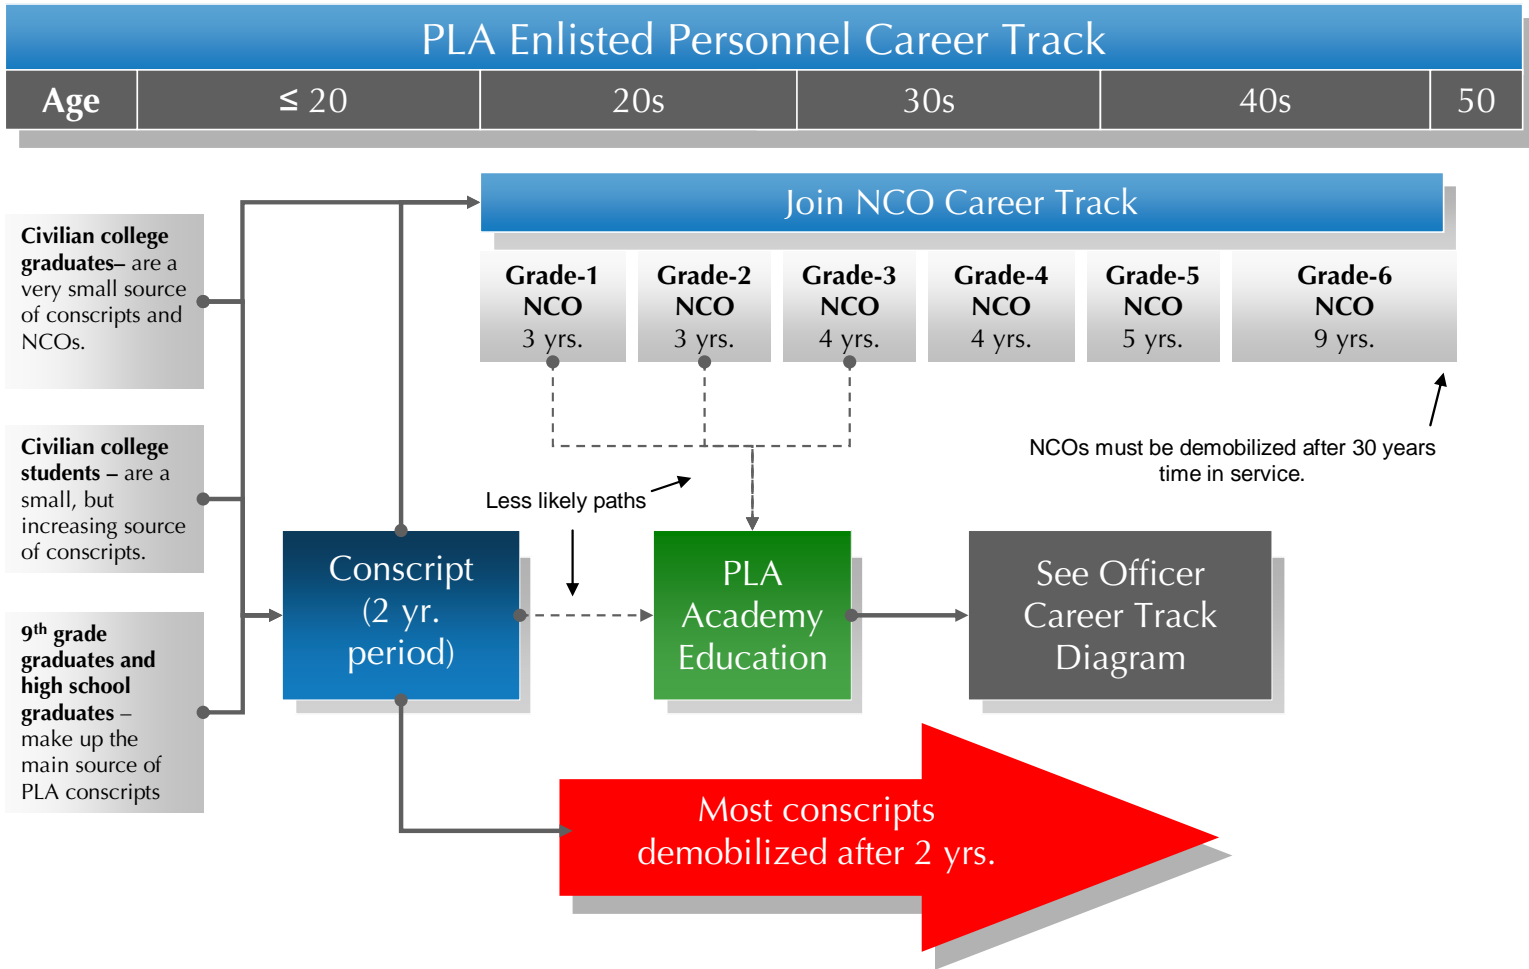 PLA Enlisted Personnel Career Track
Age ≤ 20 20s 30s 40s 50
Join NCO Career Track
Civilian college
graduates– are a
very small source
of conscripts and
NCOs.
Grade-1
NCO
3 yrs.
Grade-2
NCO
3 yrs.
Grade-3
NCO
4 yrs.
Grade-4
NCO
4 yrs.
Grade-5
NCO
5 yrs.
Grade-6
NCO
9 yrs.
Civilian college
students – are a
small, but
increasing source
of conscripts.
NCOs must be demobilized after 30 years
time in service.
Less likely paths
9th grade
graduates and
high school
graduates –
make up the
main source of
PLA conscripts
Conscript
(2 yr.
period)
PLA
Academy
Education
See Officer
Career Track
Diagram
Most conscripts
demobilized after 2 yrs.